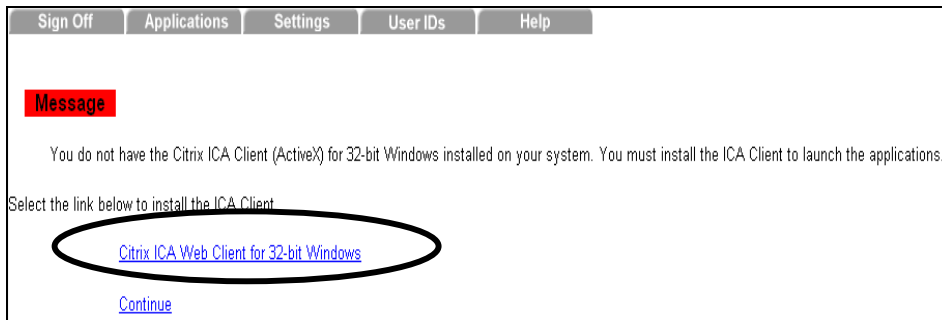 Sign Off Applications Settings User IDs Help
Message
You do not have the Citrix ICA Client (ActiveX) for 32-bit Windows installed on your system. You must install the ICA Client to launch the applications.
Select the link below to install the ICA Client
Citrix ICA Web Client for 32-bit Windows
Continue